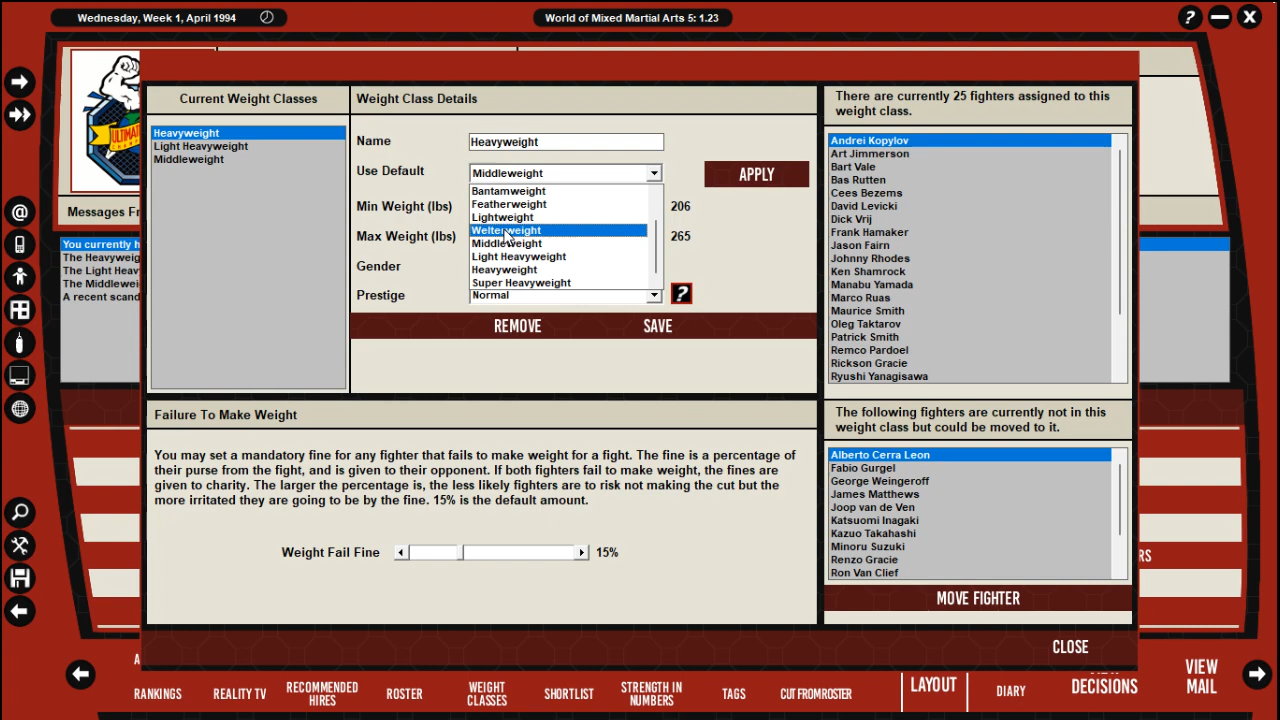 Wednesday, Week 1, April 1994
World of Mixed Martial Arts 5: 1.23
ULTIMAT
Messages Fr
You currently h
The Heavyweig
The Light Heav
The Middleweig
A recent scand
Current Weight Classes
Heavyweight
Light Heavyweight
Middleweight
Weight Class Details
Name
Heavyweight
Use Default
Middleweight
APPLY
Bantamweight
Featherweight
Lightweight
Welterweight
Middleweight
Light Heavyweight
Heavyweight
Super Heavyweight
Min Weight (lbs)
206
Max Weight (lbs)
265
Gender
Prestige
Normal
?
REMOVE
SAVE
There are currently 25 fighters assigned to this
weight class.
Andrei Kopylov
Art Jimmerson
Bart Vale
Bas Rutten
Cees Bezems
David Levicki
Dick Vrij
Frank Hamaker
Jason Fairn
Johnny Rhodes
Ken Shamrock
Manabu Yamada
Marco Ruas
Maurice Smith
Oleg Taktarov
Patrick Smith
Remco Pardoel
Rickson Gracie
Ryushi Yanagisawa
Failure To Make Weight
You may set a mandatory fine for any fighter that fails to make weight for a fight. The fine is a percentage of
their purse from the fight, and is given to their opponent. If both fighters fail to make weight, the fines are
given to charity. The larger the percentage is, the less likely fighters are to risk not making the cut but the
more irritated they are going to be by the fine. 15% is the default amount.
Weight Fail Fine
15%
The following fighters are currently not in this
weight class but could be moved to it.
Alberto Cerra Leon
Fabio Gurgel
George Weingeroff
James Matthews
Joop van de Ven
Katsuomi Inagaki
Kazuo Takahashi
Minoru Suzuki
Renzo Gracie
Ron Van Clief
MOVE FIGHTER
RS
CLOSE
A
RANKINGS
REALITY TV
RECOMMENDED
HIRES
ROSTER
WEIGHT
CLASSES
SHORTLIST
STRENGTH IN
NUMBERS
TAGS
CUT FROM ROSTER
LAYOUT
DIARY
DECISIONS
VIEW
MAIL